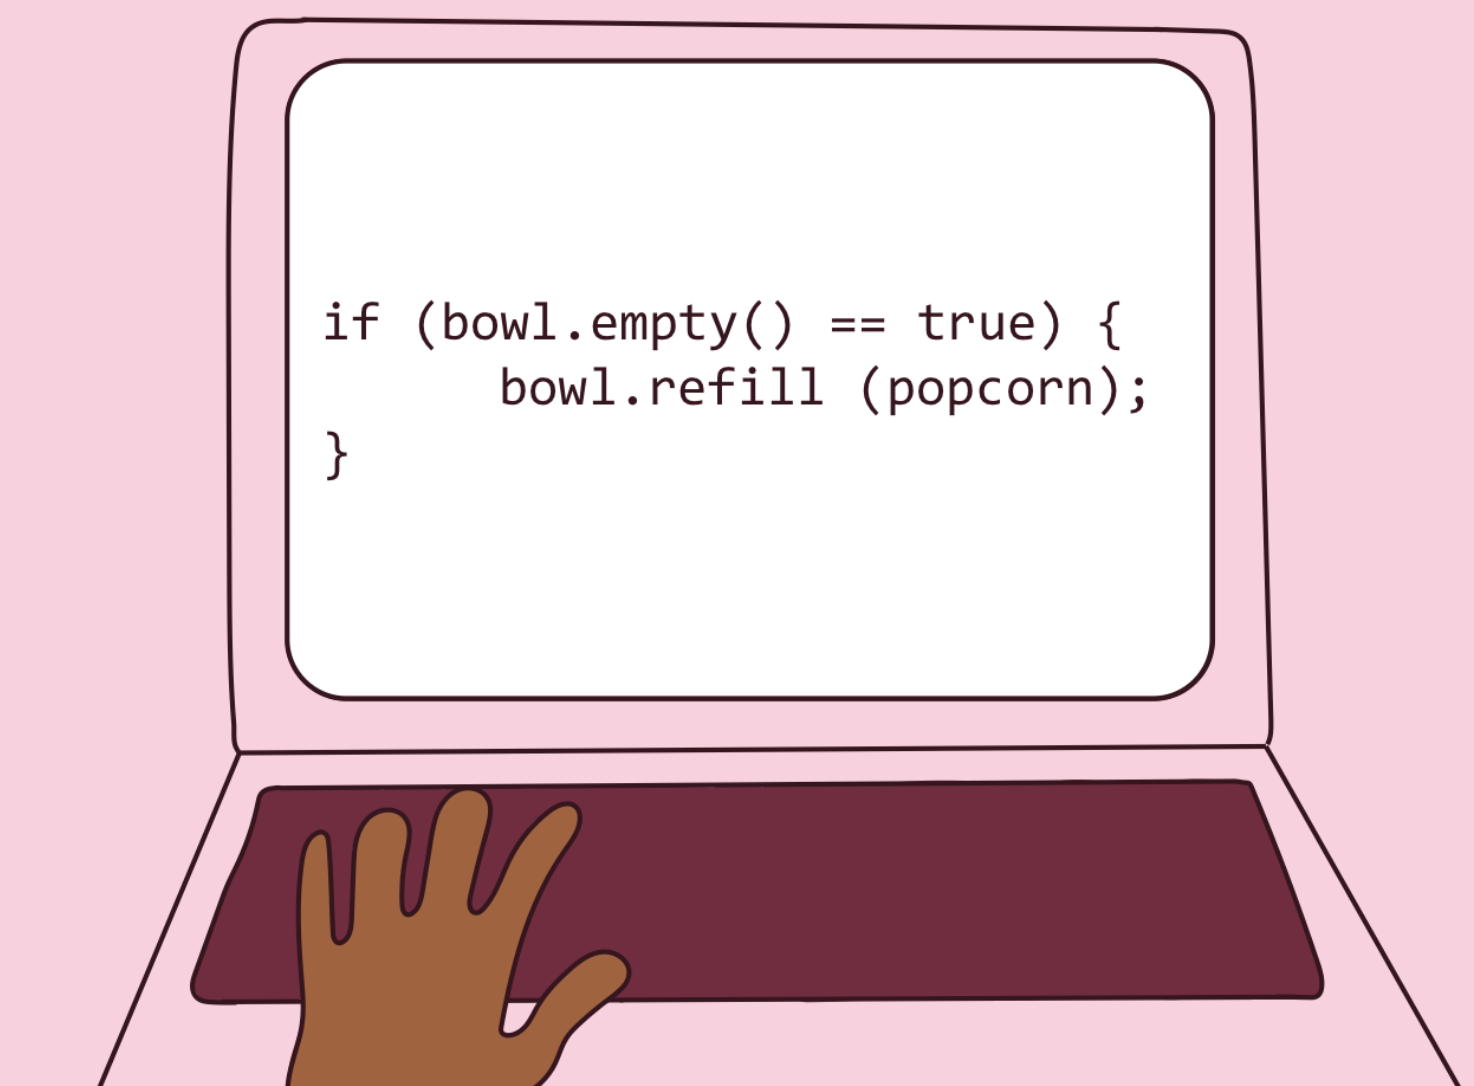 if (bowl.empty() == true) {
bowl.refill (popcorn);
}